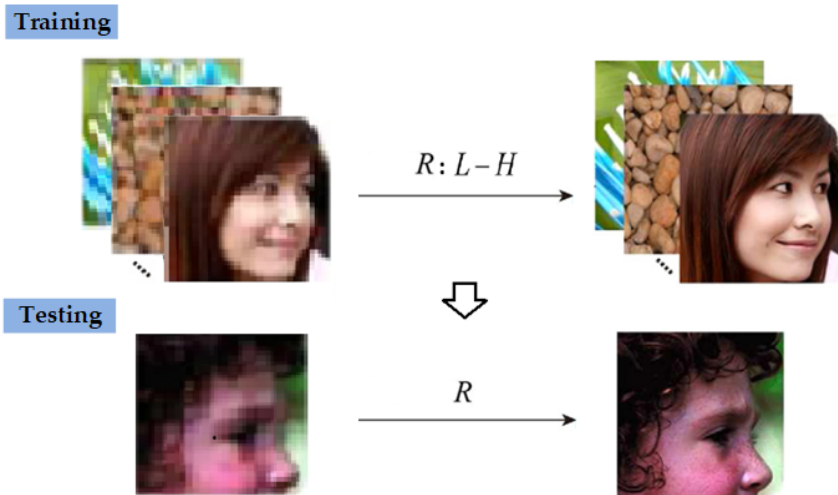 Training
R : L – H
....
Testing
R
....